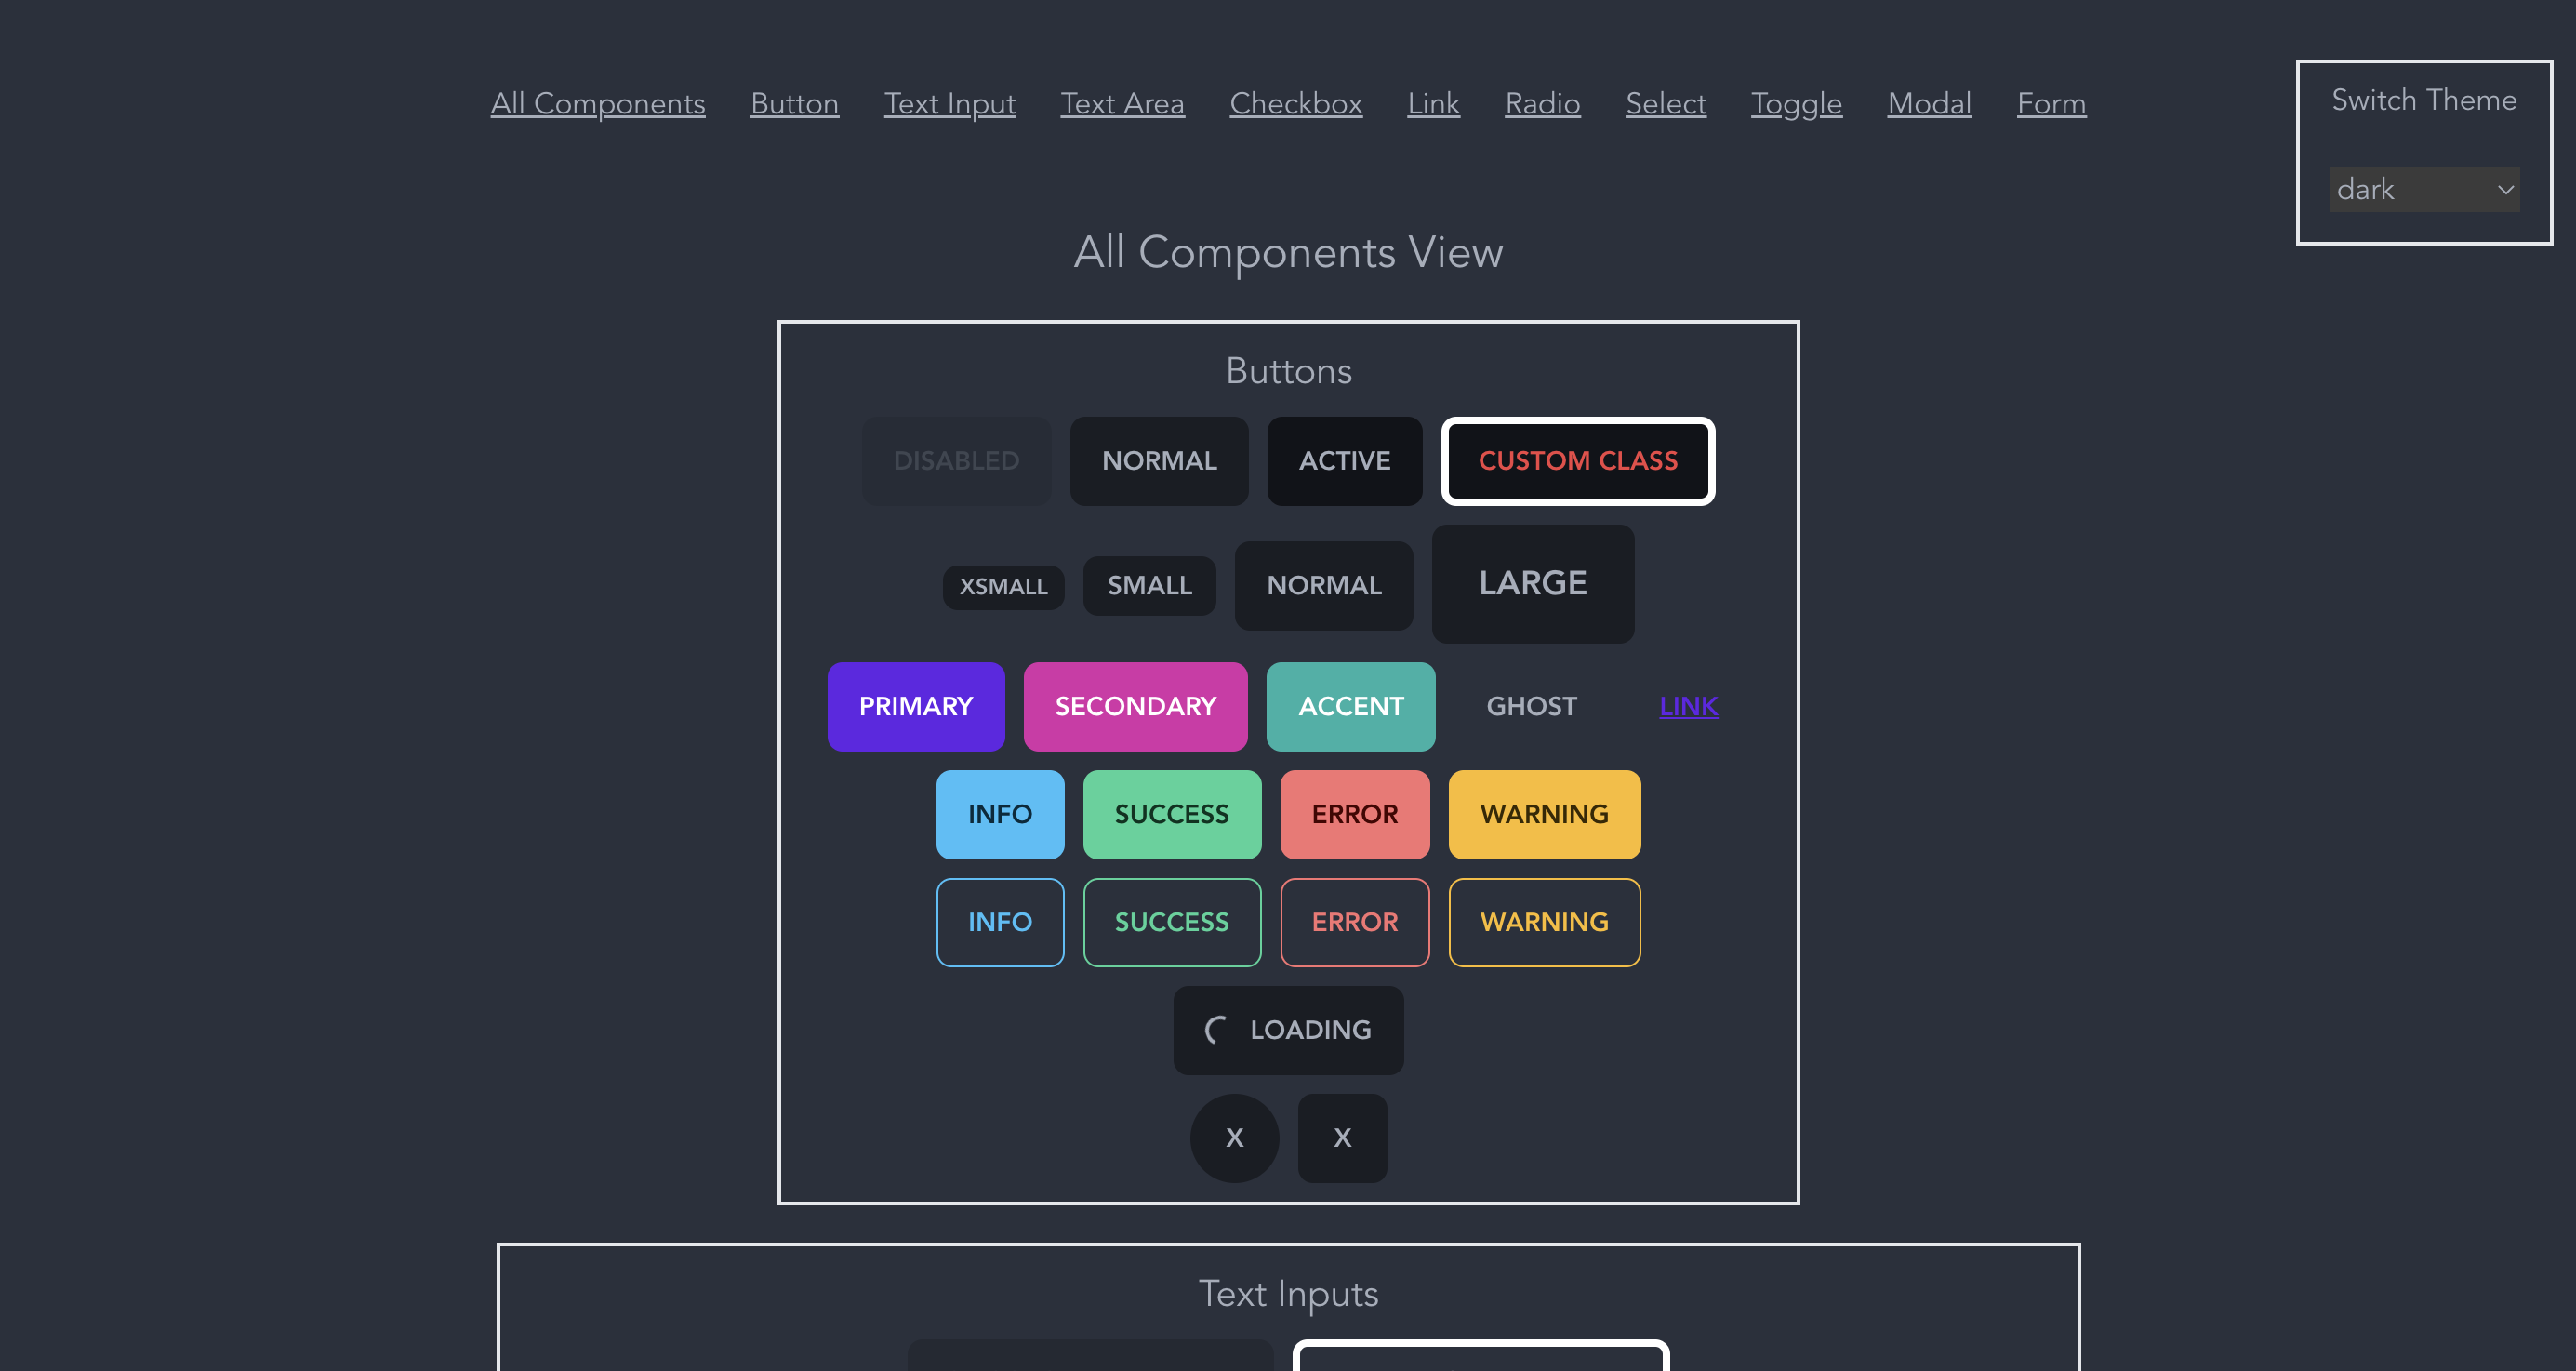 All Components Button Text Input Text Area Checkbox Link Radio Select Toggle Modal Form
Switch Theme
dark
All Components View
Buttons
DISABLED NORMAL ACTIVE CUSTOM CLASS
XSMALL SMALL NORMAL LARGE
PRIMARY SECONDARY ACCENT GHOST LINK
INFO SUCCESS ERROR WARNING
INFO SUCCESS ERROR WARNING
LOADING
X X
Text Inputs